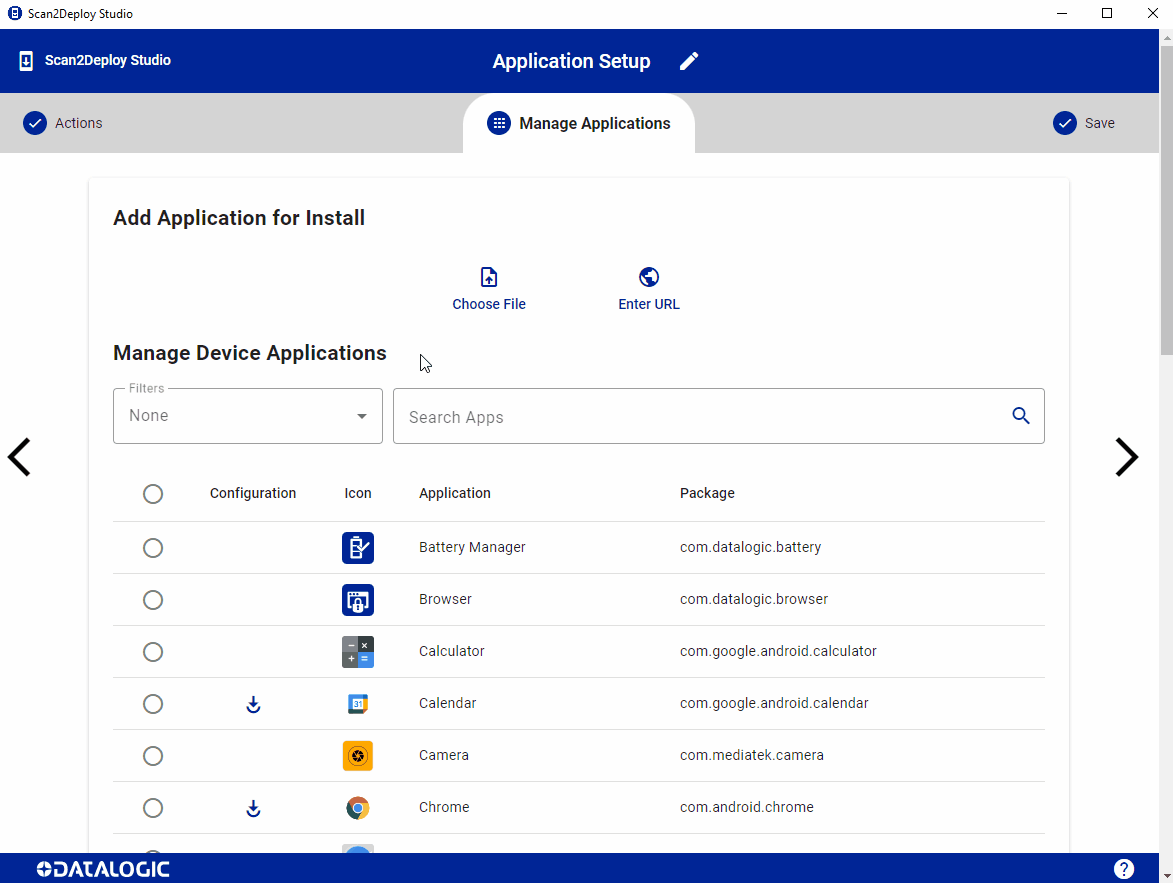 Scan2Deploy Studio
Scan2Deploy Studio
Application Setup
Actions
Manage Applications
Save
Add Application for Install
Choose File
Enter URL
Manage Device Applications
Filters
None
Search Apps
Configuration Icon Application Package
Battery Manager com.datalogic.battery
Browser com.datalogic.browser
Calculator com.google.android.calculator
31
Calendar com.google.android.calendar
Camera com.mediatek.camera
Chrome com.android.chrome
DATALOGIC
?